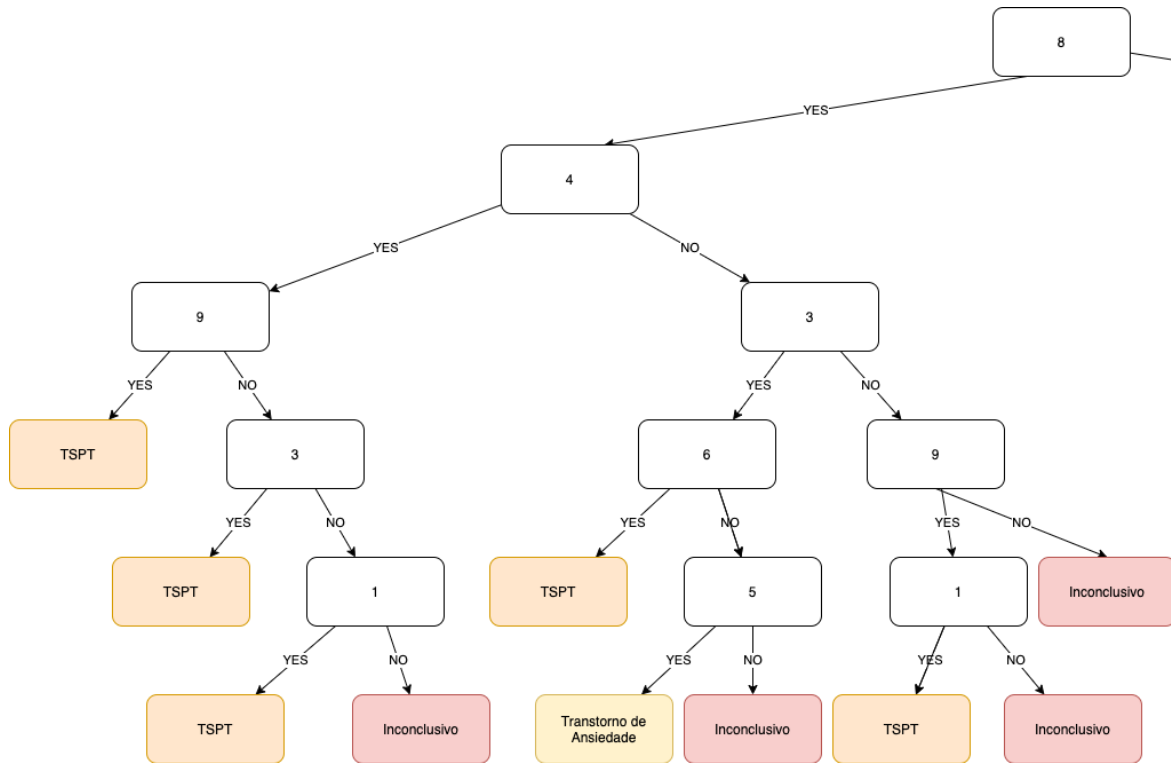 8
YES
4
YES
NO
9
3
YES
NO
YES
NO
TSPT
3
6
9
YES
NO
YES
NO
YES
NO
TSPT
1
TSPT
5
1
Inconclusivo
YES
NO
YES
NO
YES
NO
TSPT
Inconclusivo
Transtorno de
Ansiedade
Inconclusivo
TSPT
Inconclusivo